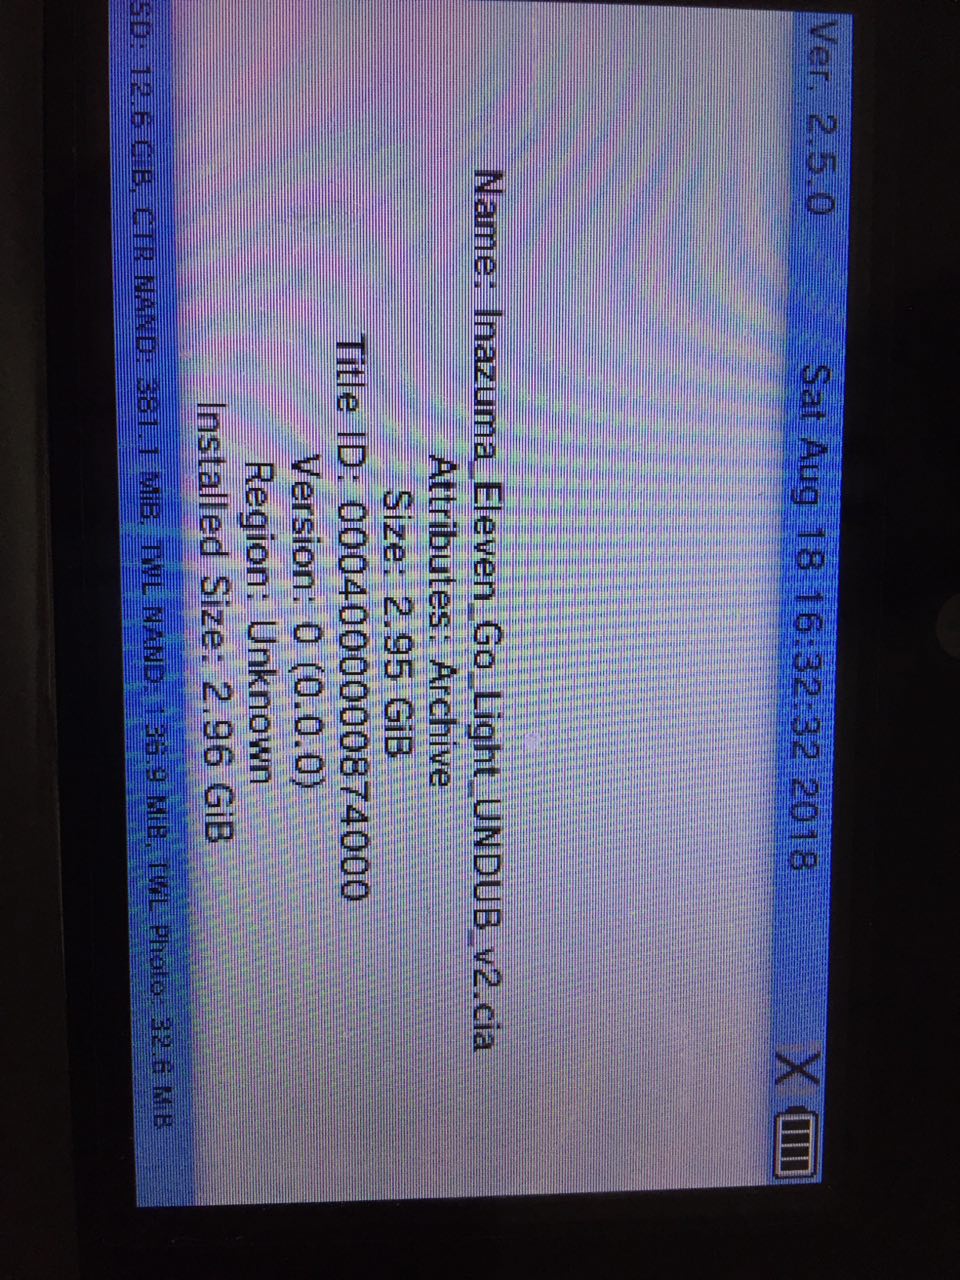 Ver. 2.5.0 Sat Aug 18 16:32:32 2018 X
Name: Inazuma_Eleven_Go_Light_UNDUB_v2.cia
Attributes: Archive
Size: 2.95 GiB
Title ID: 0004000000874000
Version: 0 (0.0.0)
Region: Unknown
Installed Size: 2.96 GiB
SD: 12.6 GiB, CTR NAND: 381.1 MiB, TWL NAND: 136.9 MiB, TWL Photo: 32.6 MiB